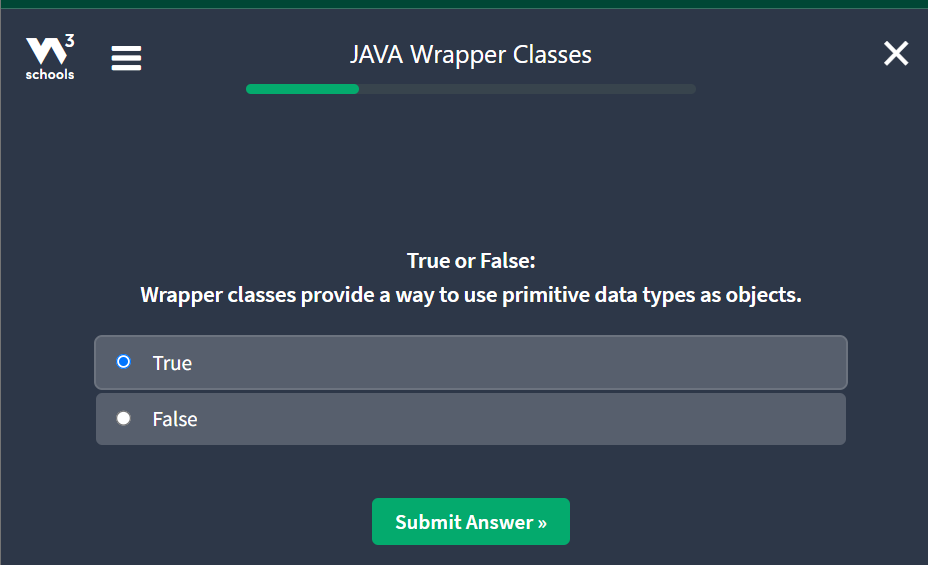 W3
schools
JAVA Wrapper Classes
True or False:
Wrapper classes provide a way to use primitive data types as objects.
True
False
Submit Answer »